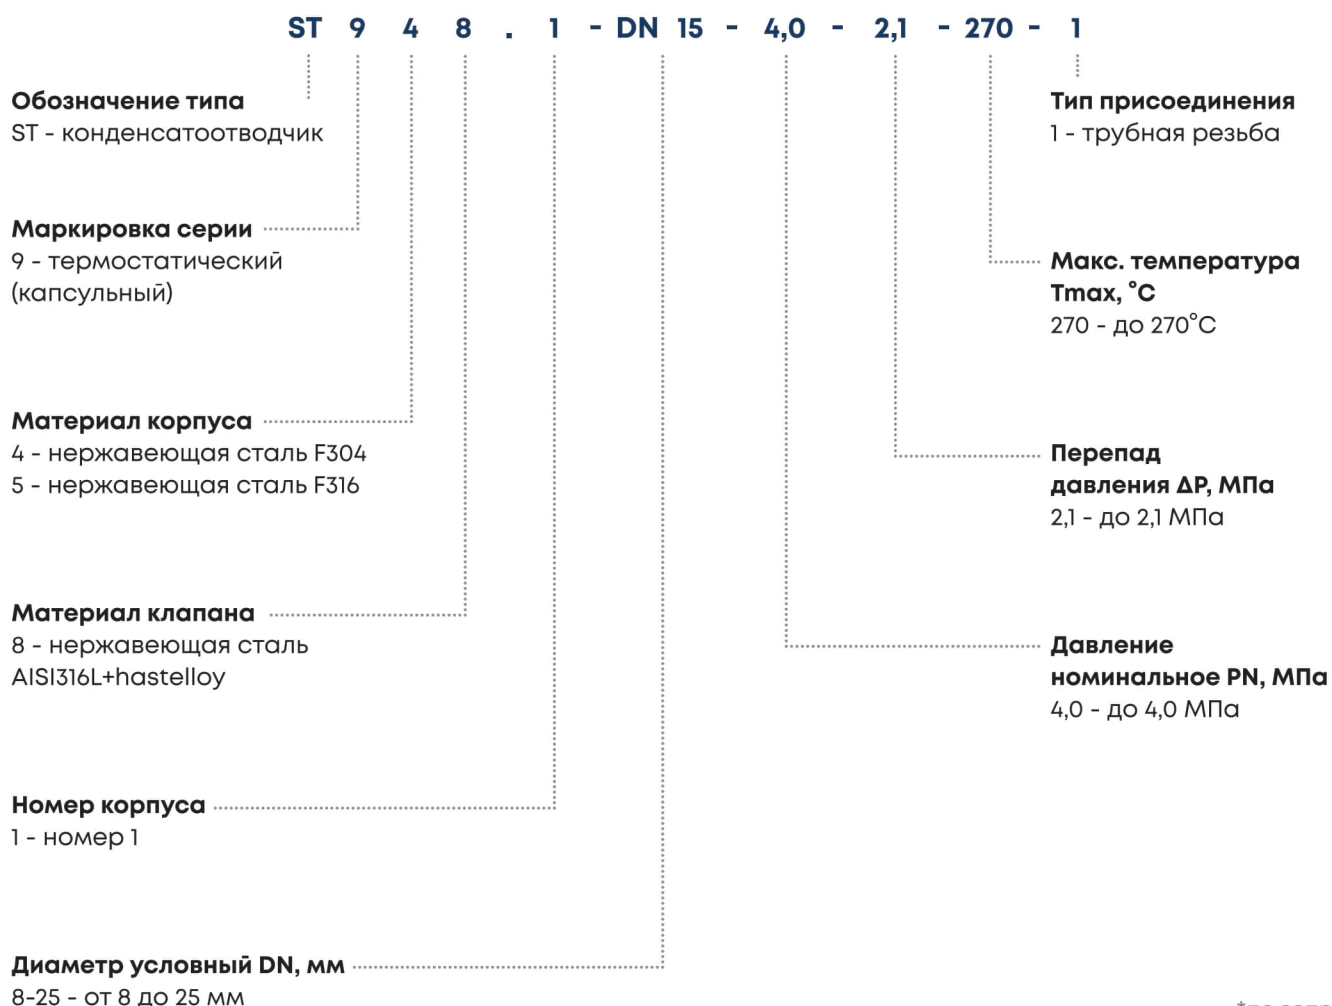 ST 9 4 8 . 1 - DN 15 - 4,0 - 2,1 - 270 - 1
Обозначение типа
ST - конденсатоотводчик
Маркировка серии
9 - термостатический
(капсульный)
Материал корпуса
4 - нержавеющая сталь F304
5 - нержавеющая сталь F316
Материал клапана
8 - нержавеющая сталь
AISI316L+hastelloy
Номер корпуса
1 - номер 1
Диаметр условный DN, мм
8-25 - от 8 до 25 мм
Тип присоединения
1 - трубная резьба
Макс. температура
Tmax, °C
270 - до 270°C
Перепад
давления ΔP, МПа
2,1 - до 2,1 МПа
Давление
номинальное PN, МПа
4,0 - до 4,0 МПа